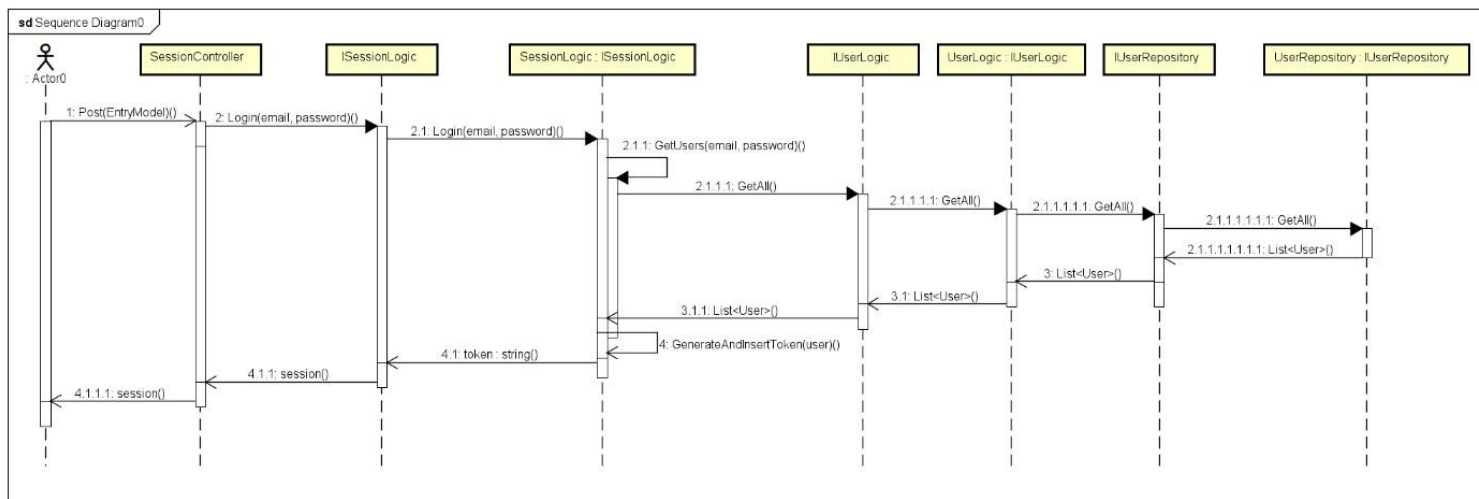 sd Sequence Diagram0
: Actor0
SessionController
ISessionLogic
SessionLogic : ISessionLogic
IUserLogic
UserLogic : IUserLogic
IUserRepository
UserRepository : IUserRepository
1: Post(EntryModel)()
2: Login(email, password)()
2.1: Login(email, password)()
2.1.1: GetUsers(email, password)()
2.1.1.1: GetAll()
2.1.1.1.1: GetAll()
2.1.1.1.1.1: GetAll()
2.1.1.1.1.1.1: GetAll()
2.1.1.1.1.1.1.1: List<User>()
3: List<User>()
3.1: List<User>()
3.1.1: List<User>()
4: GenerateAndInsertToken(user)()
4.1: token : string()
4.1.1: session()
4.1.1.1: session()